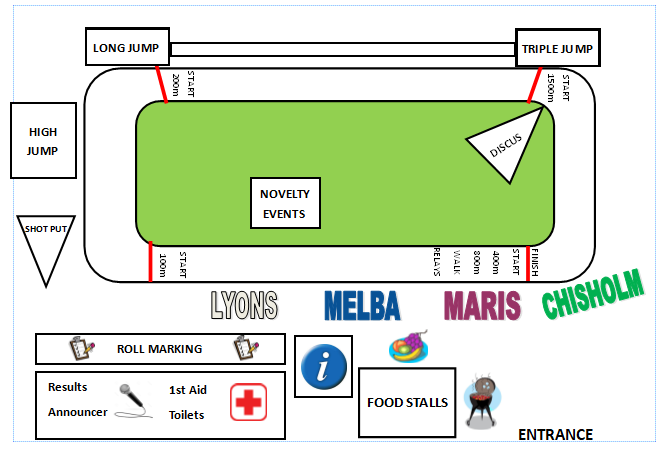 LONG JUMP
TRIPLE JUMP
START
200m
START
1500m
HIGH
JUMP
DISCUS
NOVELTY
EVENTS
SHOT PUT
START
100m
RELAYS
WALK
800m
400m
START
FINISH
LYONS
MELBA
MARIS
CHISHOLM
ROLL MARKING
i
Results
Announcer
1st Aid
Toilets
FOOD STALLS
ENTRANCE